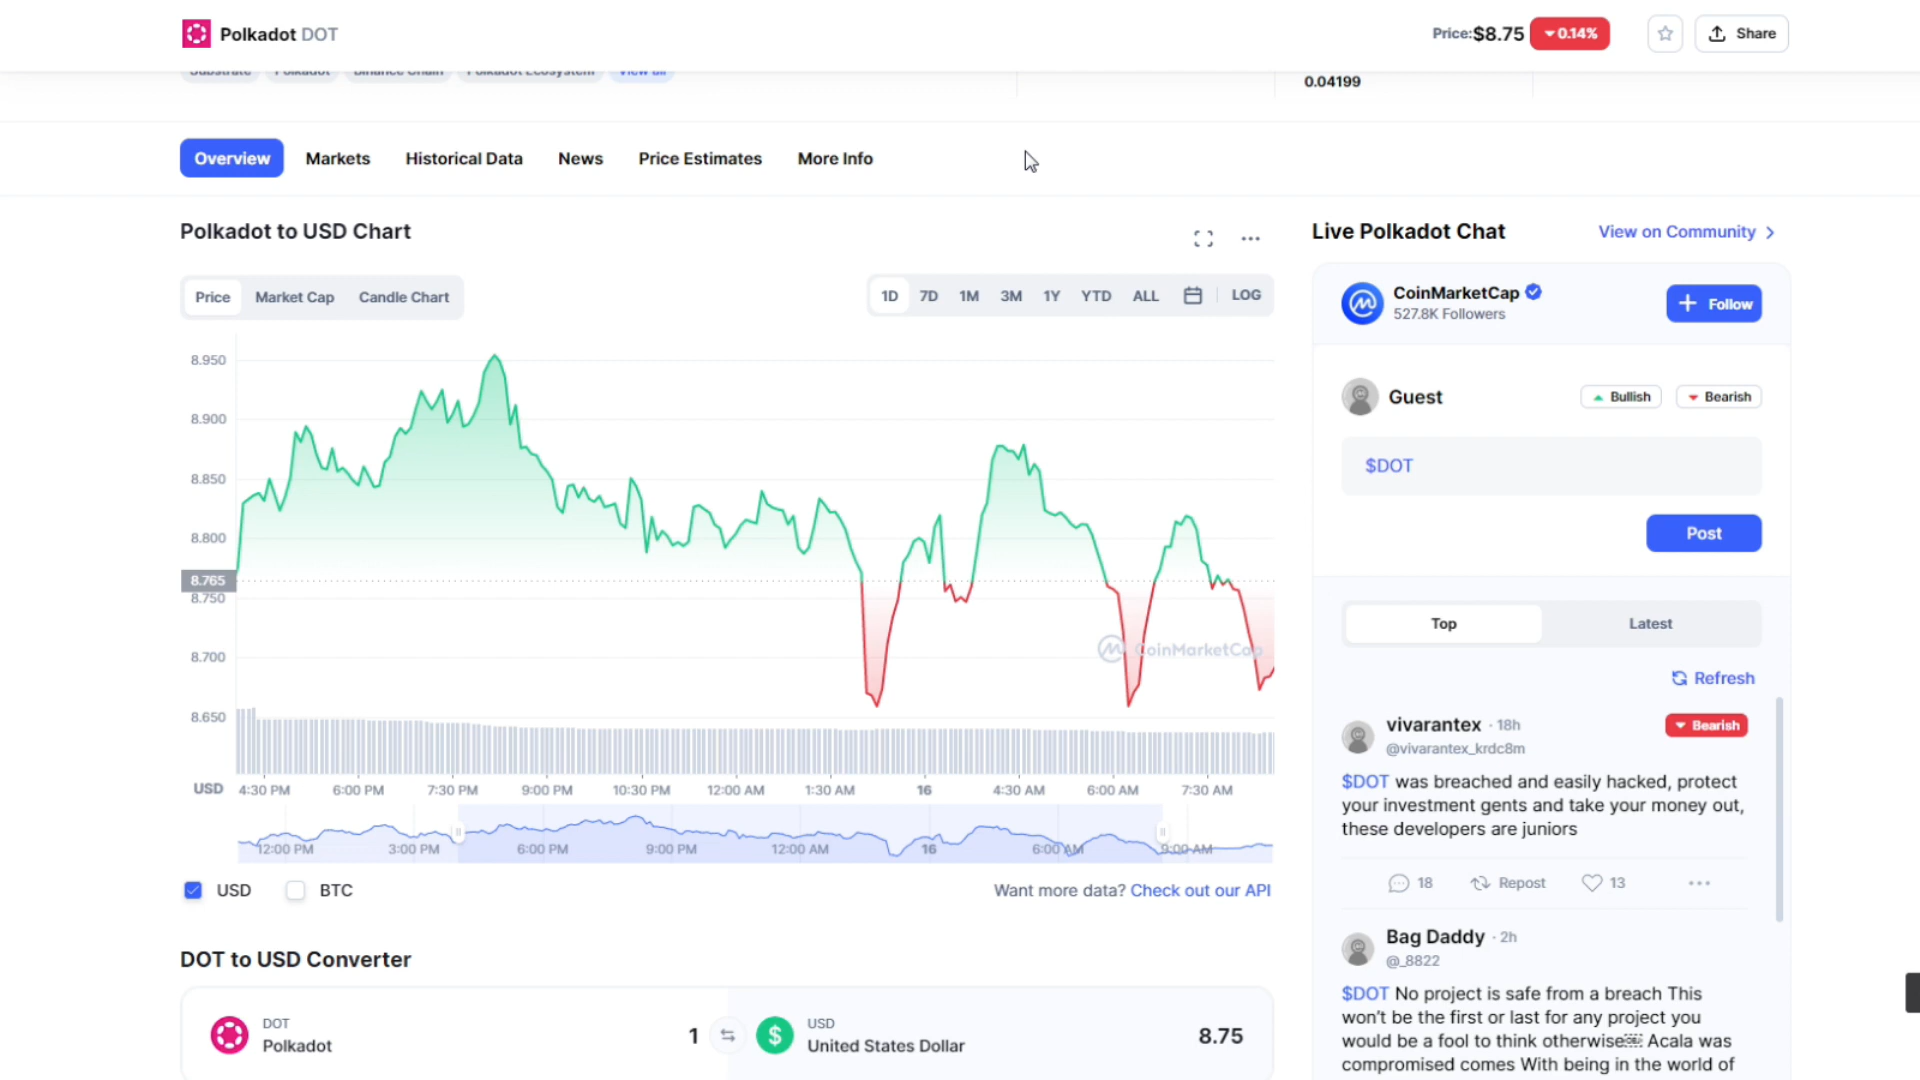 Polkadot DOT
Price:$8.75 0.14%
Share
Substrate Polkadot Binance Chain Polkadot Ecosystem View all
0.04199
Overview Markets Historical Data News Price Estimates More Info
Polkadot to USD Chart
Price Market Cap Candle Chart
1D 7D 1M 3M 1Y YTD ALL LOG
8.950
8.900
8.850
8.800
8.765
8.750
8.700
8.650
CoinMarketCap
USD 4:30 PM 6:00 PM 7:30 PM 9:00 PM 10:30 PM 12:00 AM 1:30 AM 16 4:30 AM 6:00 AM 7:30 AM
12:00 PM 3:00 PM 6:00 PM 9:00 PM 12:00 AM 16 6:00 AM 9:00 AM
USD BTC
Want more data? Check out our API
DOT to USD Converter
DOT
Polkadot
1
USD
United States Dollar
8.75
Live Polkadot Chat
View on Community
CoinMarketCap
527.8K Followers
Follow
Guest
Bullish Bearish
$DOT
Post
Top Latest
Refresh
vivarantex · 18h
Bearish
@vivarantex_krdc8m
$DOT was breached and easily hacked, protect
your investment gents and take your money out,
these developers are juniors
18 Repost 13
Bag Daddy · 2h
@_8822
$DOT No project is safe from a breach This
won't be the first or last for any project you
would be a fool to think otherwise Acala was
compromised comes With being in the world of